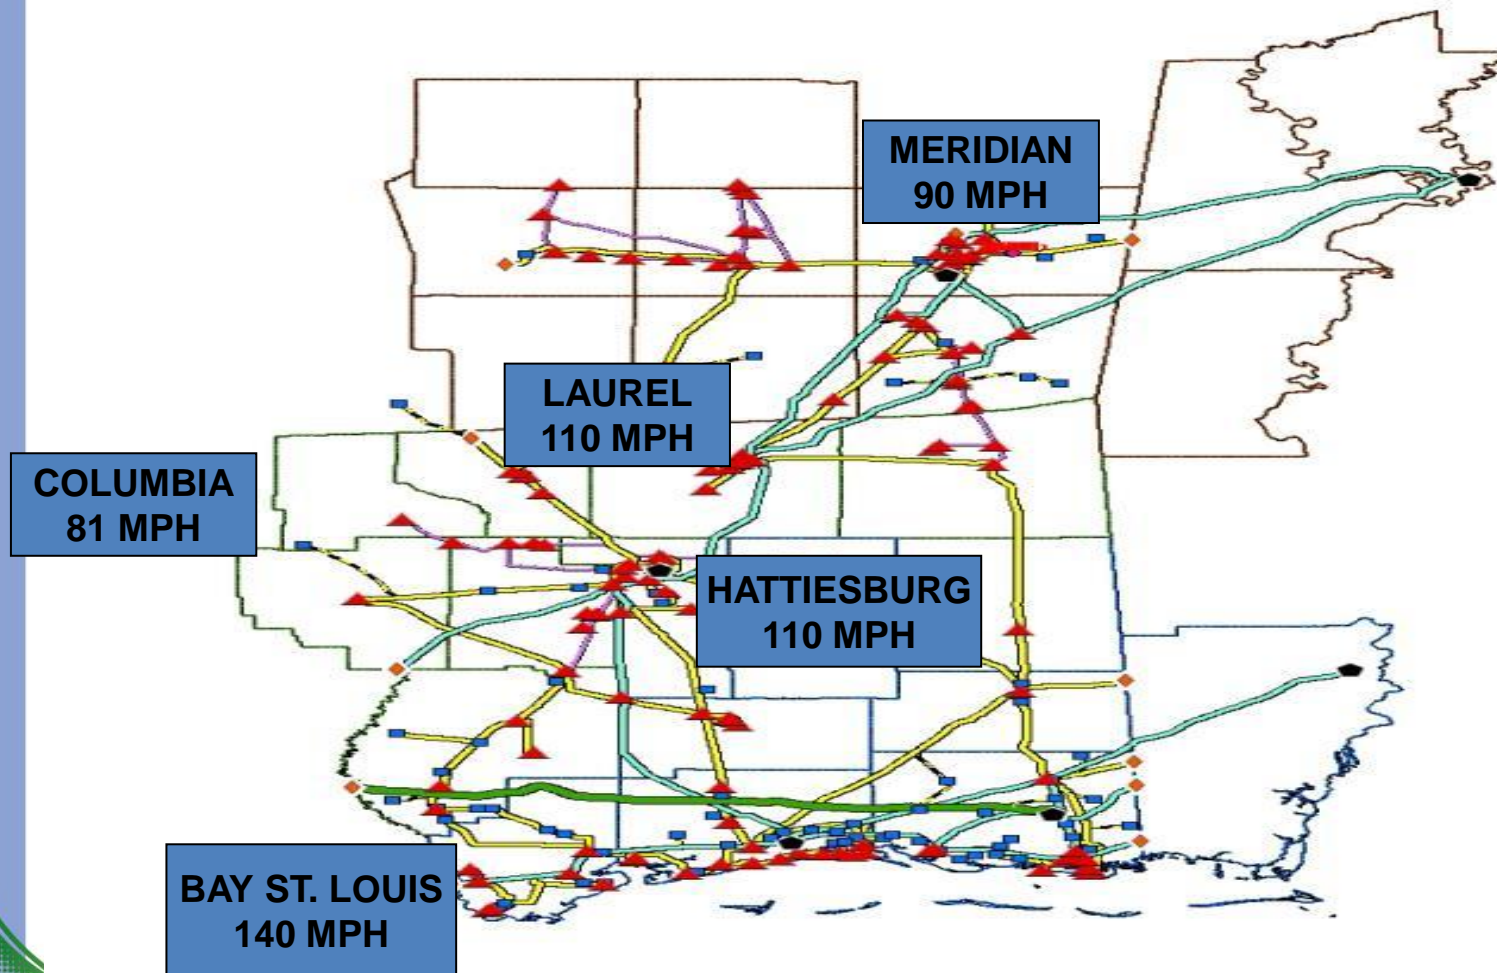 MERIDIAN
90 MPH
LAUREL
110 MPH
COLUMBIA
81 MPH
HATTIESBURG
110 MPH
BAY ST. LOUIS
140 MPH